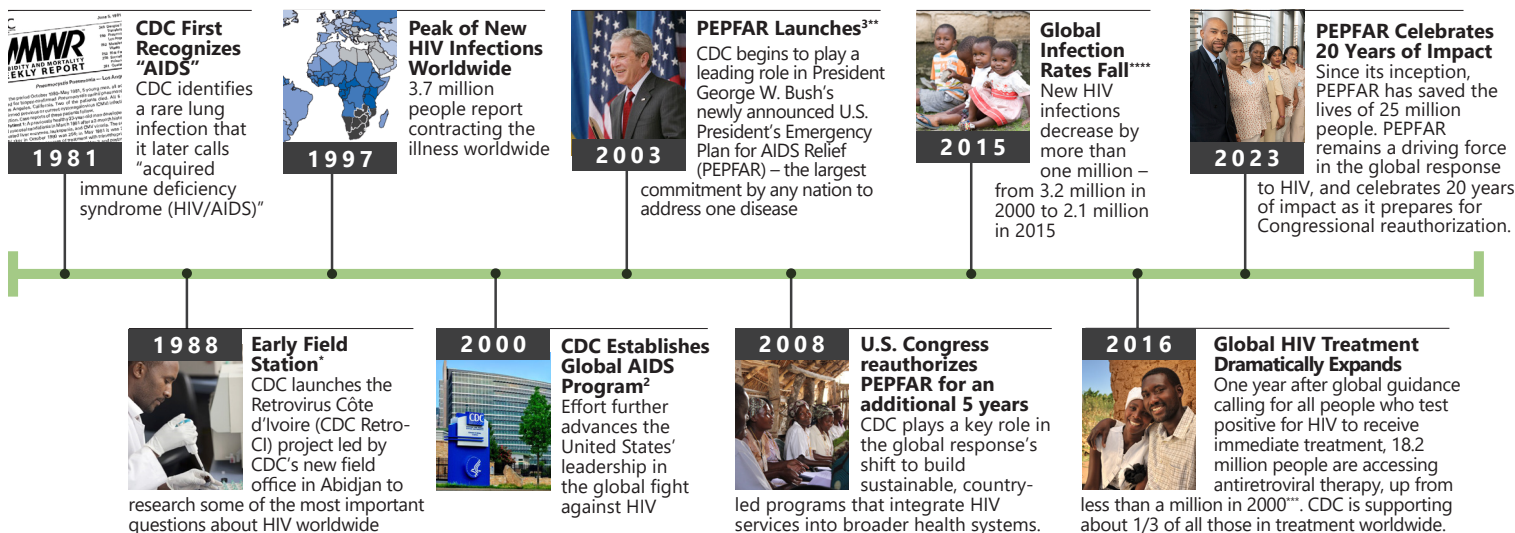 CDC First
Recognizes
“AIDS”
CDC identifies
a rare lung
infection that
it later calls
“acquired
immune deficiency
syndrome (HIV/AIDS)”
1981
June 5, 1981
MMWR
EEKLY REPORT
Peak of New
HIV Infections
Worldwide
3.7 million
people report
contracting the
illness worldwide
1997
PEPFAR Launches3**
CDC begins to play a
leading role in President
George W. Bush’s
newly announced U.S.
President’s Emergency
Plan for AIDS Relief
(PEPFAR) – the largest
commitment by any nation to
address one disease
2003
Global
Infection
Rates Fall****
New HIV
infections
decrease by
more than
one million –
from 3.2 million in
2000 to 2.1 million
in 2015
2015
PEPFAR Celebrates
20 Years of Impact
Since its inception,
PEPFAR has saved the
lives of 25 million
people. PEPFAR
remains a driving force
in the global response
to HIV, and celebrates 20 years
of impact as it prepares for
Congressional reauthorization.
2023
1988
Early Field
Station*
CDC launches the
Retrovirus Côte
d’Ivoire (CDC Retro-
CI) project led by
CDC’s new field
office in Abidjan to
research some of the most important
questions about HIV worldwide
2000
CDC
CDC Establishes
Global AIDS
Program2
Effort further
advances the
United States’
leadership in
the global fight
against HIV
2008
U.S. Congress
reauthorizes
PEPFAR for an
additional 5 years
CDC plays a key role in
the global response’s
shift to build
sustainable, country-
led programs that integrate HIV
services into broader health systems.
2016
Global HIV Treatment
Dramatically Expands
One year after global guidance
calling for all people who test
positive for HIV to receive
immediate treatment, 18.2
million people are accessing
antiretroviral therapy, up from
less than a million in 2000***. CDC is supporting
about 1/3 of all those in treatment worldwide.